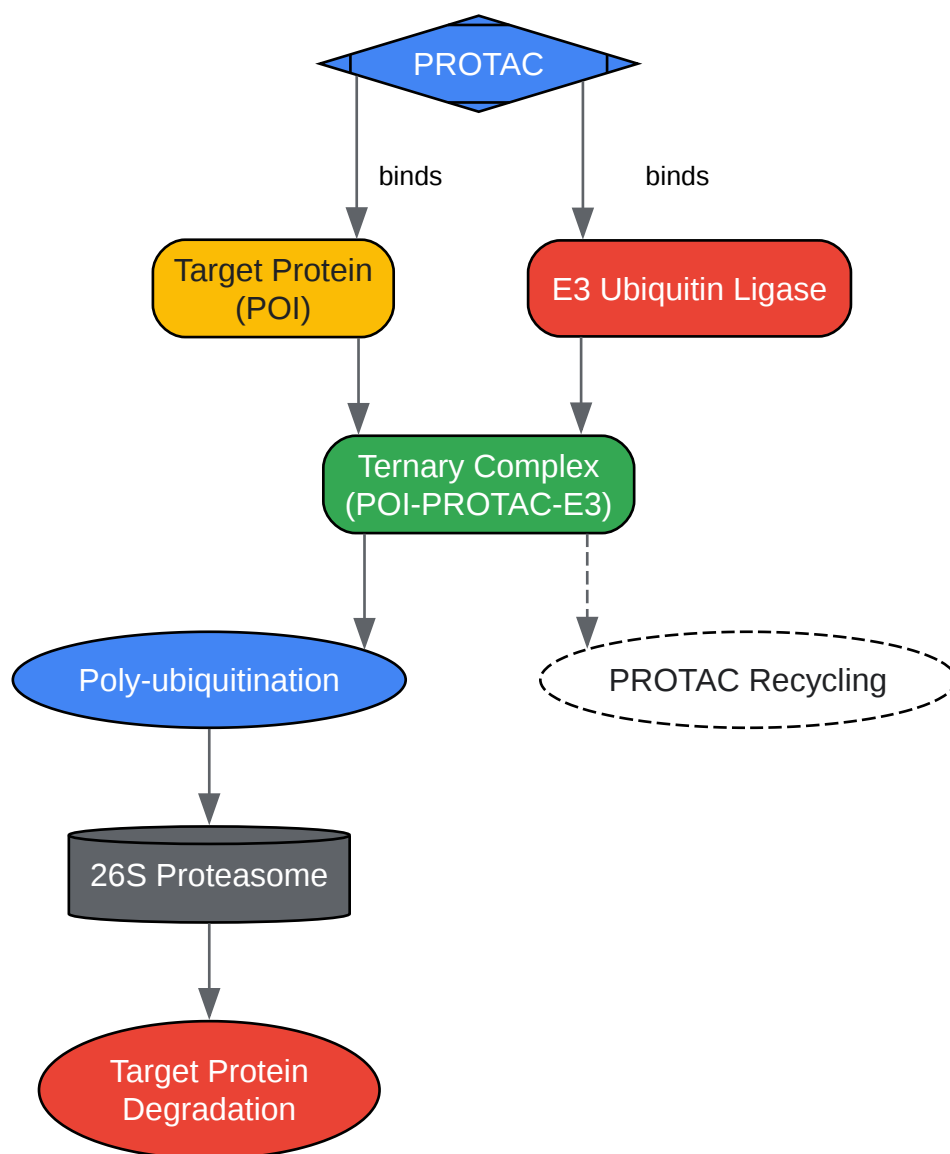 PROTAC
binds
binds
Target Protein
(POI)
E3 Ubiquitin Ligase
Ternary Complex
(POI-PROTAC-E3)
Poly-ubiquitination
PROTAC Recycling
26S Proteasome
Target Protein
Degradation